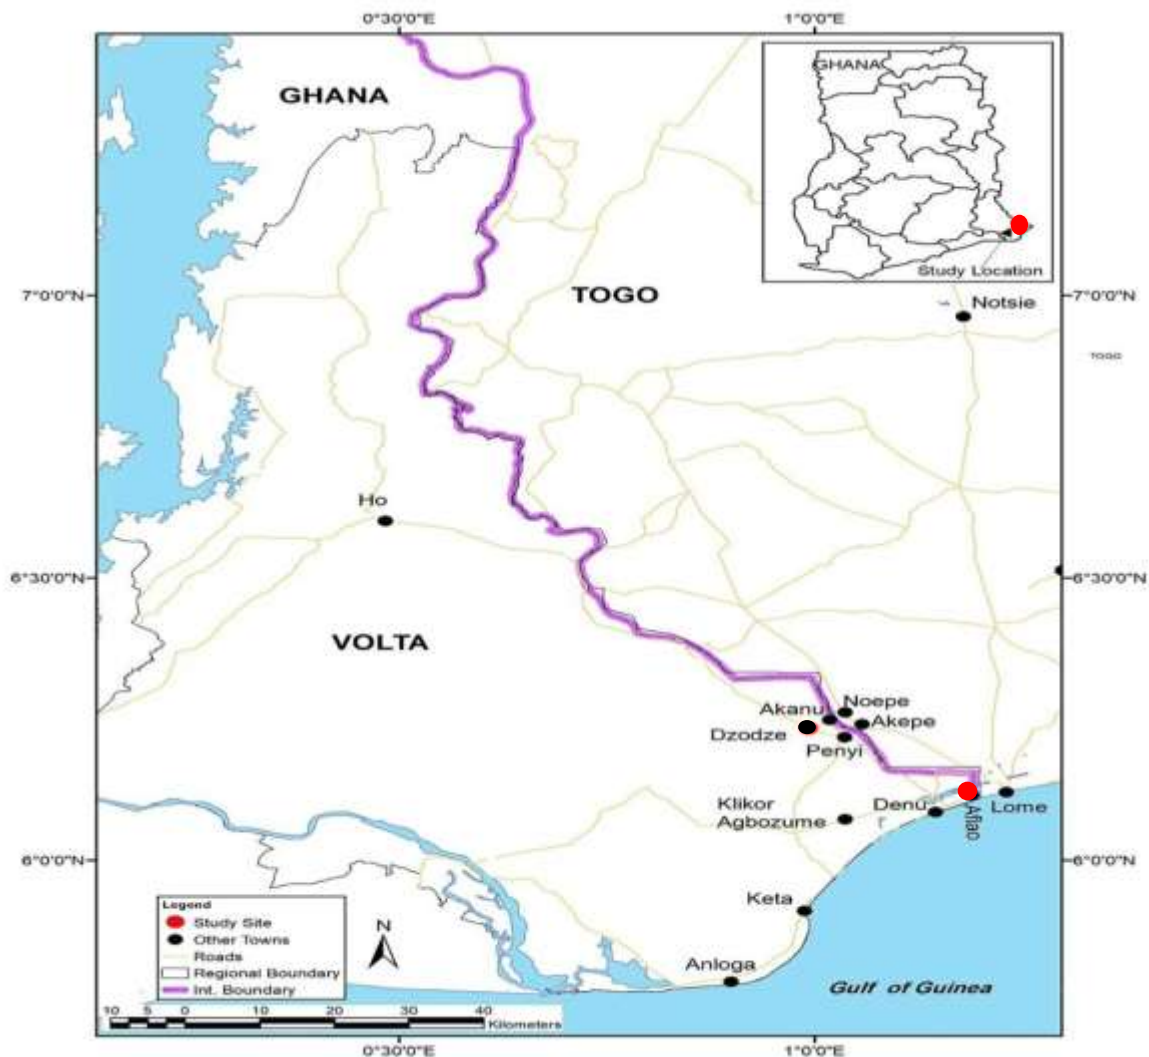 0°30'0"E
1°0'0"E
GHANA
GHANA
Study Location
TOGO
7°0'0"N
7°0'0"N
Notsie
TOGO
Ho
6°30'0"N
6°30'0"N
VOLTA
Noepe
Akanu
Akepe
Dzodze
Penyi
Klikor
Agbozume
Denu
Aflao
Lome
6°0'0"N
6°0'0"N
Keta
Anloga
Gulf of Guinea
Legend
Study Site
Other Towns
Roads
Regional Boundary
Int. Boundary
N
10 5 0 10 20 30 40
Kilometers
0°30'0"E
1°0'0"E